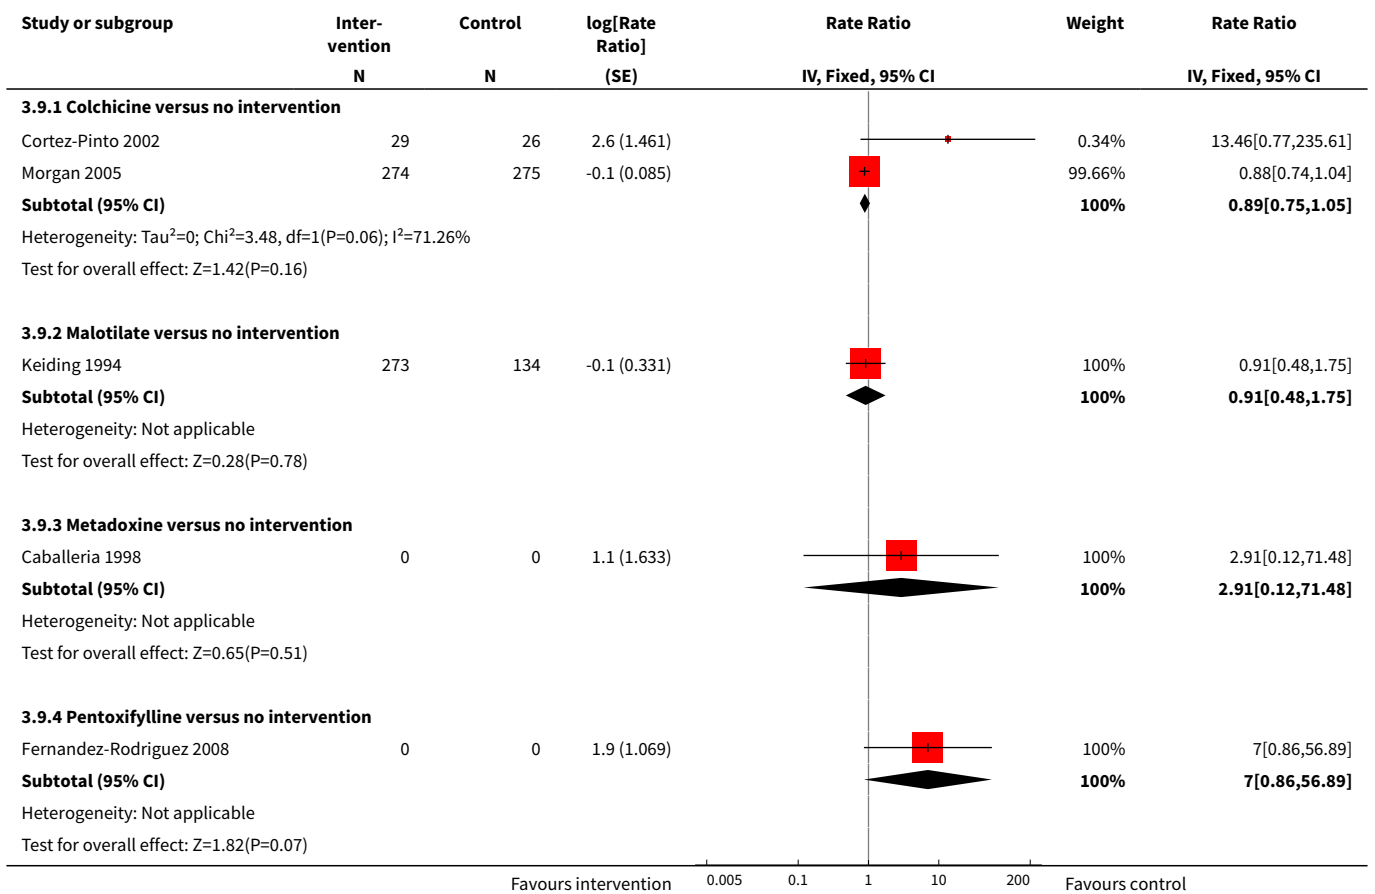 Study or subgroup Inter-vention Control log[Rate Ratio] Rate Ratio Weight Rate Ratio
N N (SE) IV, Fixed, 95% CI IV, Fixed, 95% CI
3.9.1 Colchicine versus no intervention
Cortez-Pinto 2002 29 26 2.6 (1.461) 0.34% 13.46[0.77,235.61]
Morgan 2005 274 275 -0.1 (0.085) 99.66% 0.88[0.74,1.04]
Subtotal (95% CI) 100% 0.89[0.75,1.05]
Heterogeneity: Tau²=0; Chi²=3.48, df=1(P=0.06); I²=71.26%
Test for overall effect: Z=1.42(P=0.16)
3.9.2 Malotilate versus no intervention
Keiding 1994 273 134 -0.1 (0.331) 100% 0.91[0.48,1.75]
Subtotal (95% CI) 100% 0.91[0.48,1.75]
Heterogeneity: Not applicable
Test for overall effect: Z=0.28(P=0.78)
3.9.3 Metadoxine versus no intervention
Caballeria 1998 0 0 1.1 (1.633) 100% 2.91[0.12,71.48]
Subtotal (95% CI) 100% 2.91[0.12,71.48]
Heterogeneity: Not applicable
Test for overall effect: Z=0.65(P=0.51)
3.9.4 Pentoxifylline versus no intervention
Fernandez-Rodriguez 2008 0 0 1.9 (1.069) 100% 7[0.86,56.89]
Subtotal (95% CI) 100% 7[0.86,56.89]
Heterogeneity: Not applicable
Test for overall effect: Z=1.82(P=0.07)
Favours intervention 0.005 0.1 1 10 200 Favours control